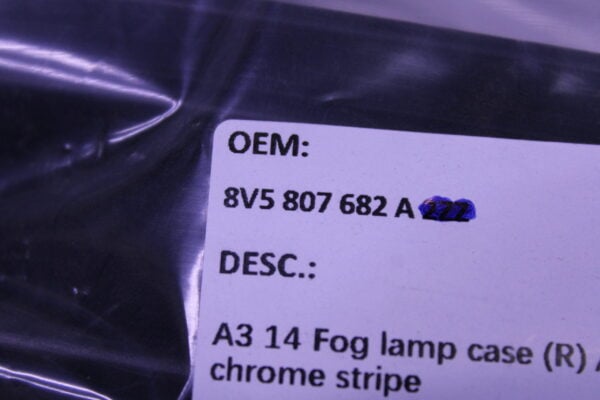 OEM:
8V5 807 682 A
DESC.:
A3 14 Fog lamp case (R)
chrome stripe